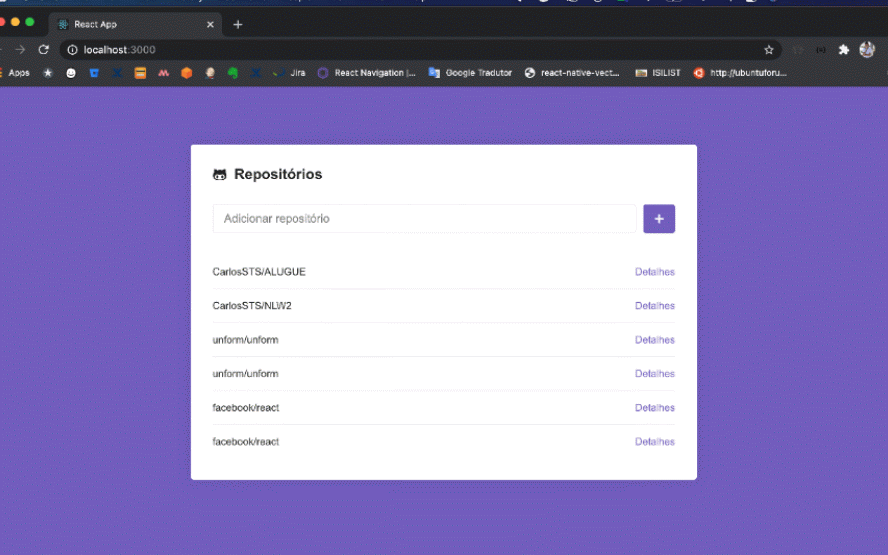 React App
localhost:3000
Apps Jira React Navigation |... Google Tradutor react-native-vect... ISILIST http://ubuntuforu...
Repositórios
Adicionar repositório
+
CarlosSTS/ALUGUE Detalhes
CarlosSTS/NLW2 Detalhes
unform/unform Detalhes
unform/unform Detalhes
facebook/react Detalhes
facebook/react Detalhes